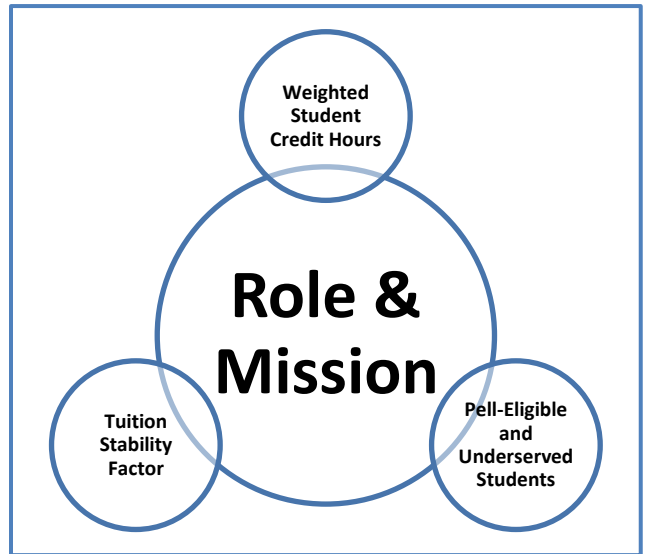 Weighted
Student
Credit Hours
Role &
Mission
Tuition
Stability
Factor
Pell-Eligible
and
Underserved
Students